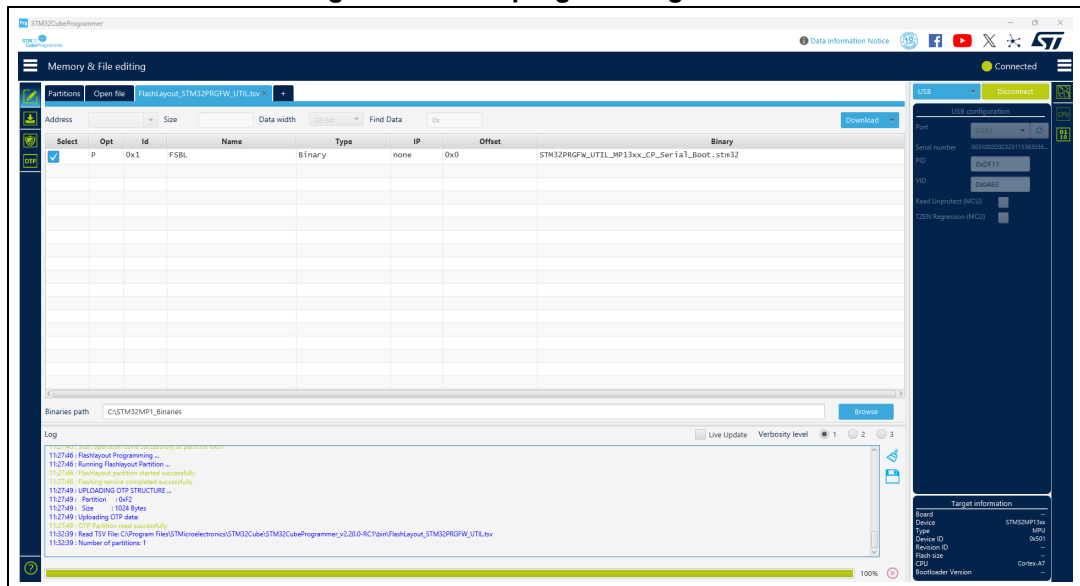 Prg STM32CubeProgrammer
STM32
CubeProgrammer
Data information Notice
Memory & File editing
Connected
Partitions Open file FlashLayout_STM32PRGFW_UTIL.tsv × +
USB Disconnect
Address Size Data width 32-bit Find Data 0x Download
USB configuration
Port USB1
Select Opt Id Name Type IP Offset Binary
P 0x1 FSBL Binary none 0x0 STM32PRGFW_UTIL_MP13xx_CP_Serial_Boot.stm32
Serial number
PID 0xDF11
VID 0x0483
Read Unprotect (MCU)
TZEN Regression (MCU)
OTP
CPU
Binaries path C:\STM32MP1_Binaries Browse
Log Live Update Verbosity level 1 2 3
11:27:46 : Flashlayout Programming ...
11:27:46 : Running Flashlayout Partition ...
11:27:46 : Flashlayout partition started successfully
11:27:46 : Flashing service completed successfully
11:27:49 : UPLOADING OTP STRUCTURE ...
11:27:49 : Partition : 0xF2
11:27:49 : Size : 1024 Bytes
11:27:49 : Uploading OTP data:
11:27:49 : OTP Partition read successfully
11:32:39 : Read TSV File: C:\Program Files\STMicroelectronics\STM32Cube\STM32CubeProgrammer_v2.20.0-RC1\bin\FlashLayout_STM32PRGFW_UTIL.tsv
11:32:39 : Number of partitions: 1
Target information
Board --
Device STM32MP13xx
Type MPU
Device ID 0x501
Revision ID --
Flash size --
CPU Cortex-A7
Bootloader Version --
100%